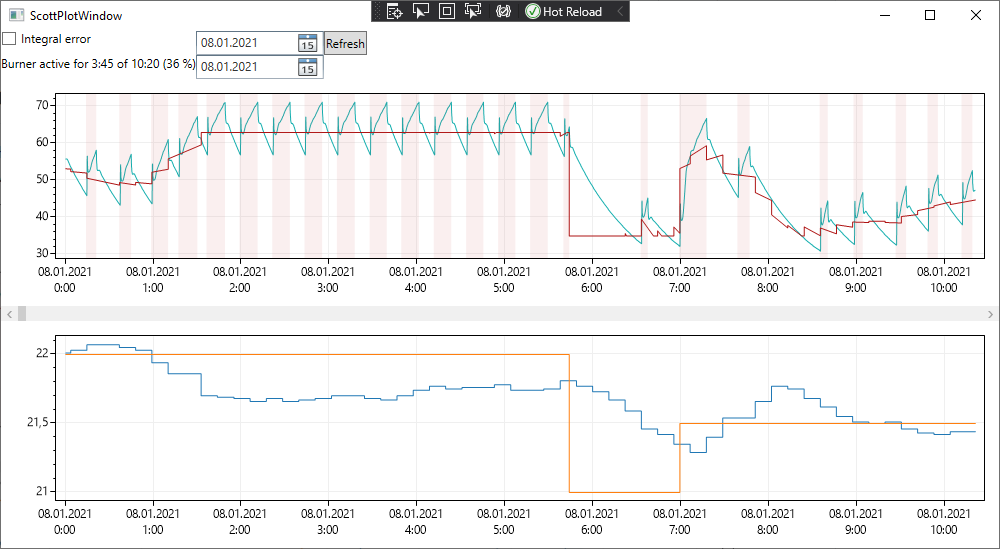 ScottPlotWindow
Hot Reload
Integral error
08.01.2021
15
Refresh
Burner active for 3:45 of 10:20 (36 %)
08.01.2021
15
70
60
50
40
30
08.01.2021 08.01.2021 08.01.2021 08.01.2021 08.01.2021 08.01.2021 08.01.2021 08.01.2021 08.01.2021 08.01.2021 08.01.2021
0:00 1:00 2:00 3:00 4:00 5:00 6:00 7:00 8:00 9:00 10:00
22
21,5
21
08.01.2021 08.01.2021 08.01.2021 08.01.2021 08.01.2021 08.01.2021 08.01.2021 08.01.2021 08.01.2021 08.01.2021 08.01.2021
0:00 1:00 2:00 3:00 4:00 5:00 6:00 7:00 8:00 9:00 10:00